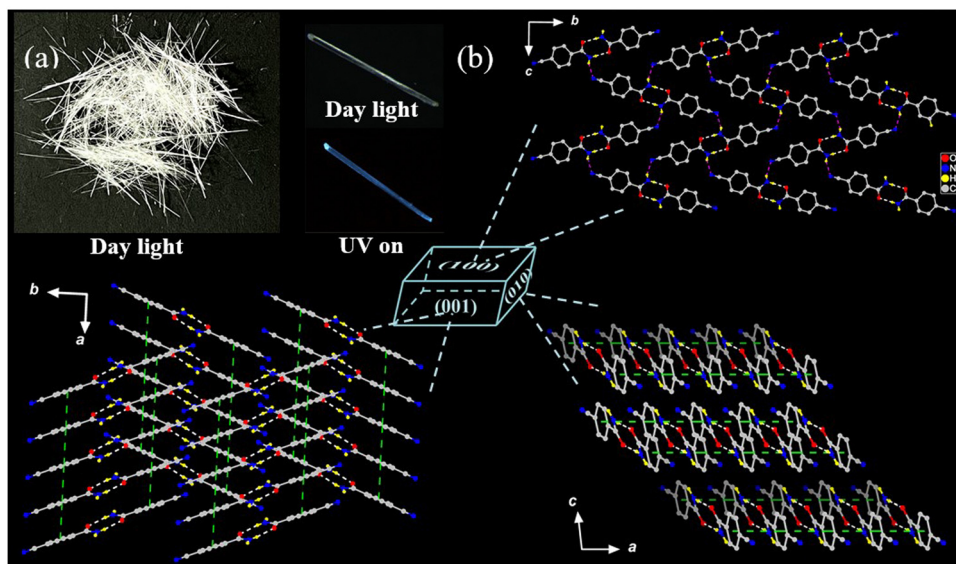 (a)
Day light
Day light
UV on
(b)
b
c
O
N
H
C
(100)
(010)
(001)
b
a
c
a